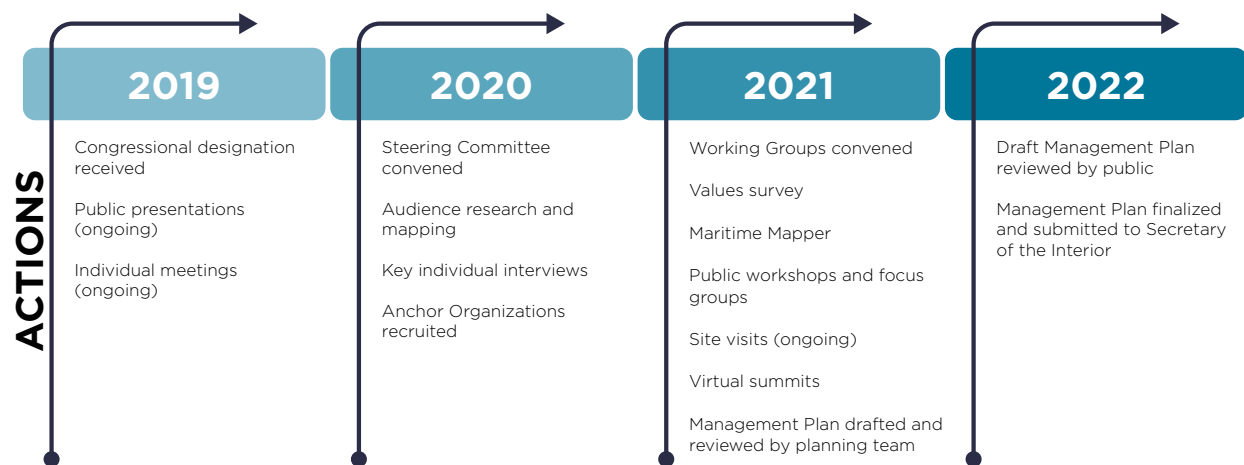 ACTIONS
2019
Congressional designation
received
Public presentations
(ongoing)
Individual meetings
(ongoing)
2020
Steering Committee
convened
Audience research and
mapping
Key individual interviews
Anchor Organizations
recruited
2021
Working Groups convened
Values survey
Maritime Mapper
Public workshops and focus
groups
Site visits (ongoing)
Virtual summits
Management Plan drafted and
reviewed by planning team
2022
Draft Management Plan
reviewed by public
Management Plan finalized
and submitted to Secretary
of the Interior